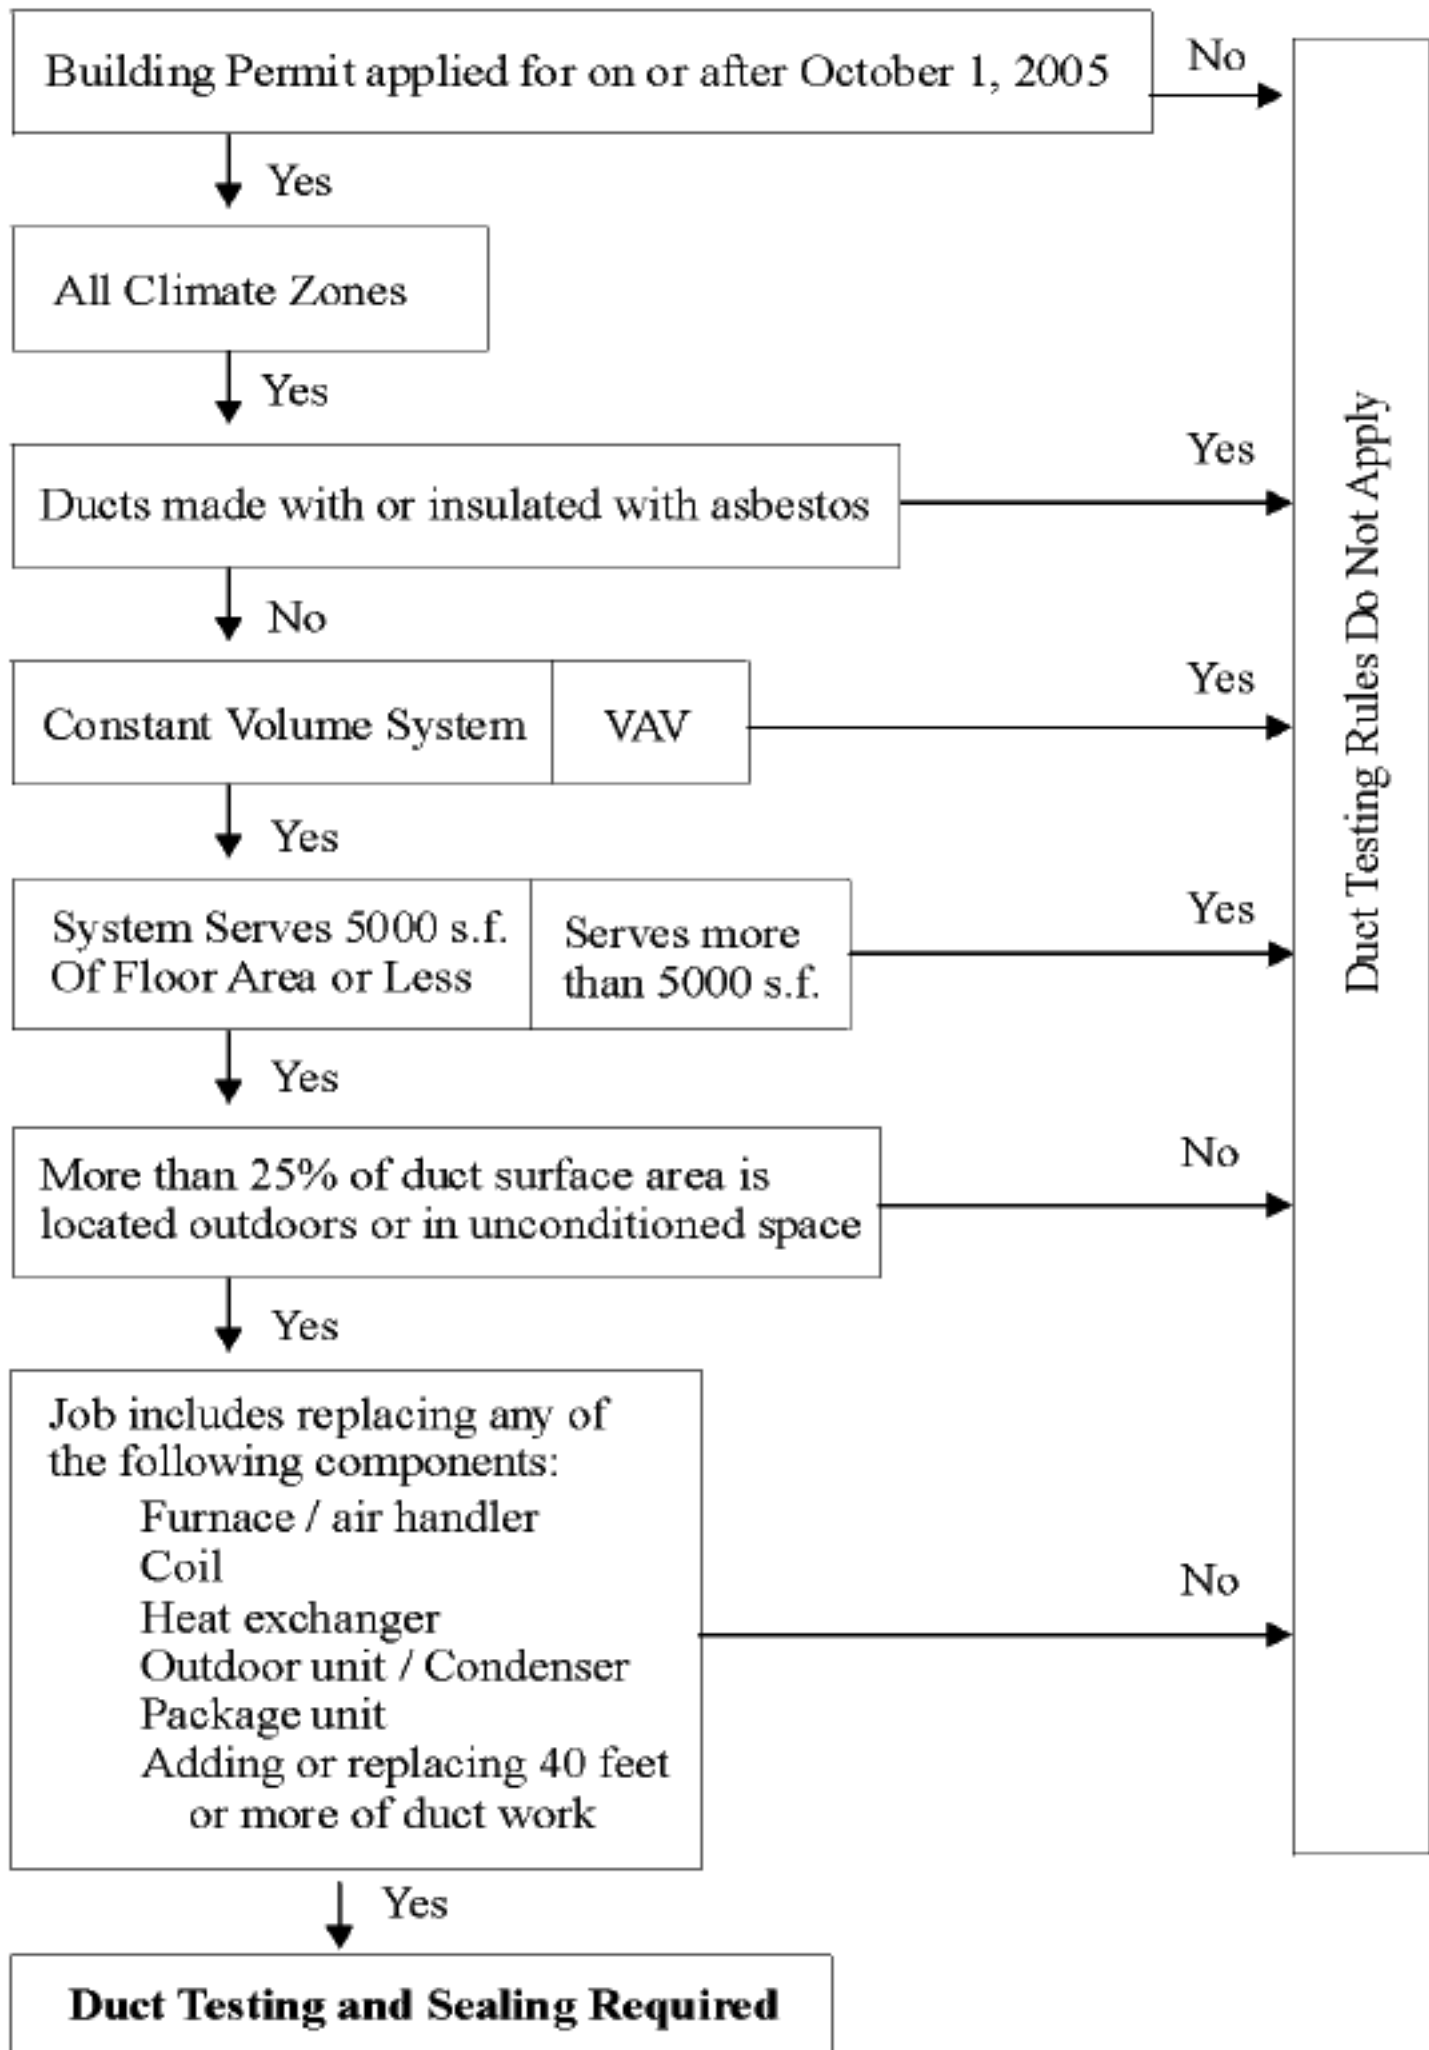 Building Permit applied for on or after October 1, 2005
No
Yes
All Climate Zones
Yes
Ducts made with or insulated with asbestos
Yes
No
Constant Volume System
VAV
Yes
Yes
System Serves 5000 s.f.
Of Floor Area or Less
Serves more
than 5000 s.f.
Yes
Yes
More than 25% of duct surface area is
located outdoors or in unconditioned space
No
Yes
Job includes replacing any of
the following components:
Furnace / air handler
Coil
Heat exchanger
Outdoor unit / Condenser
Package unit
Adding or replacing 40 feet
or more of duct work
No
Yes
Duct Testing and Sealing Required
Duct Testing Rules Do Not Apply